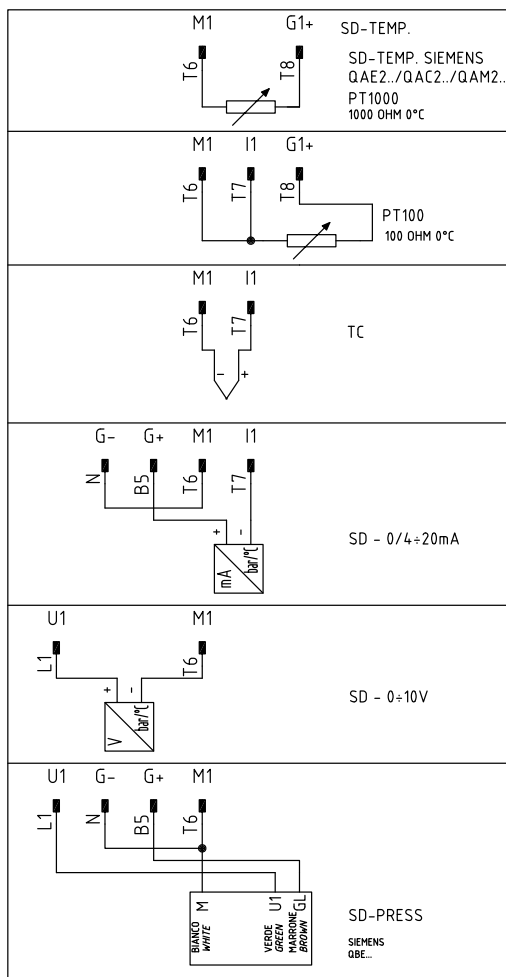 M1 G1+ SD-TEMP.
T6 T8
SD-TEMP. SIEMENS
QAE2../QAC2../QAM2..
PT1000
1000 OHM 0°C
M1 I1 G1+
T6 T7 T8
PT100
100 OHM 0°C
M1 I1
T6 T7
TC
- +
G- G+ M1 I1
N B5 T6 T7
+ -
mA bar/°C
SD - 0/4÷20mA
U1 M1
L1 T6
+ -
V bar/°C
SD - 0÷10V
U1 G- G+ M1
L1 N B5 T6
M U1 GL
BIANCO VERDE MARRONE
WHITE GREEN BROWN
SD-PRESS
SIEMENS
QBE...